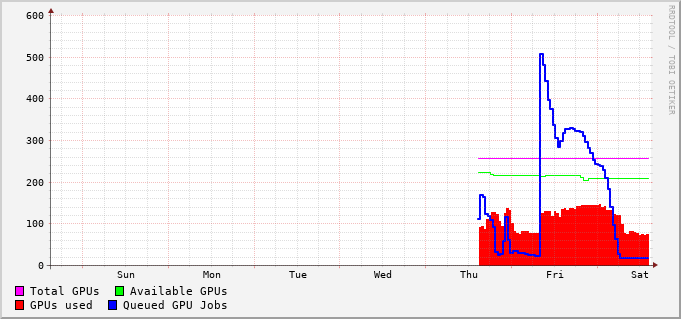 RRDTOOL / TOBI OETIKER
600
500
400
300
200
100
0
Sun Mon Tue Wed Thu Fri Sat
Total GPUs Available GPUs
GPUs used Queued GPU Jobs